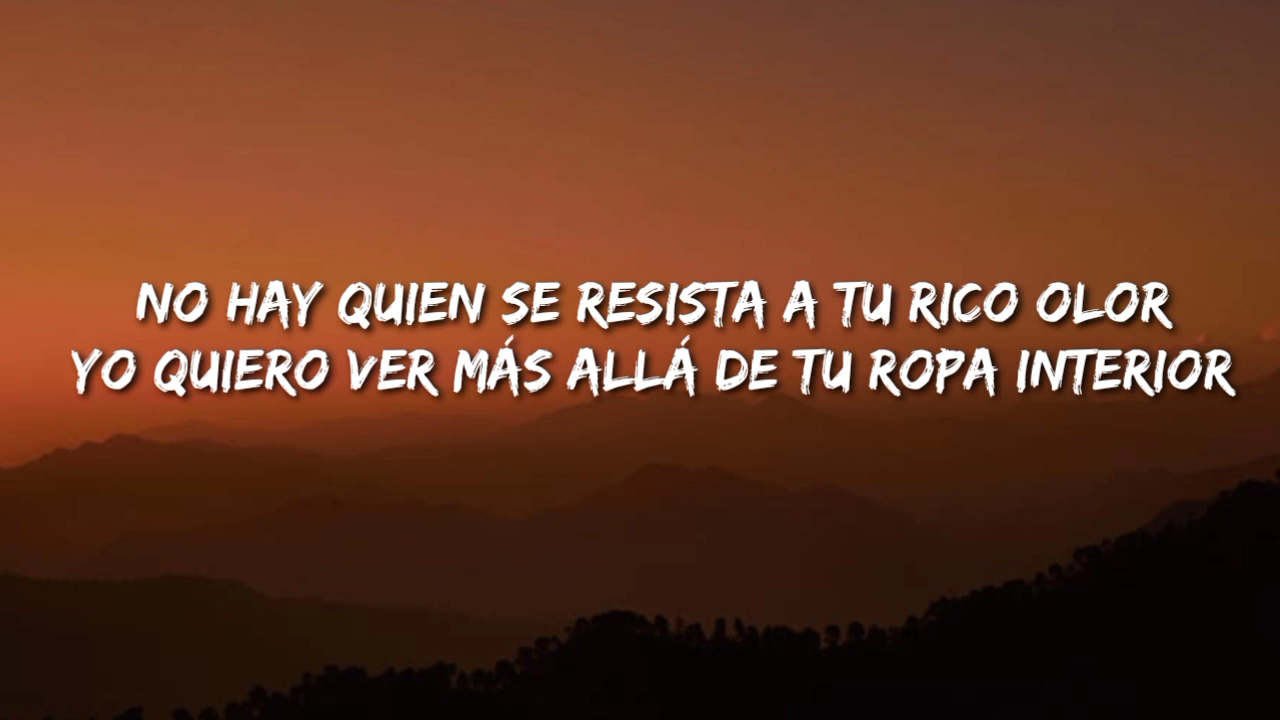 NO HAY QUIEN SE RESISTA A TU RICO OLOR
YO QUIERO VER MÁS ALLÁ DE TU ROPA INTERIOR